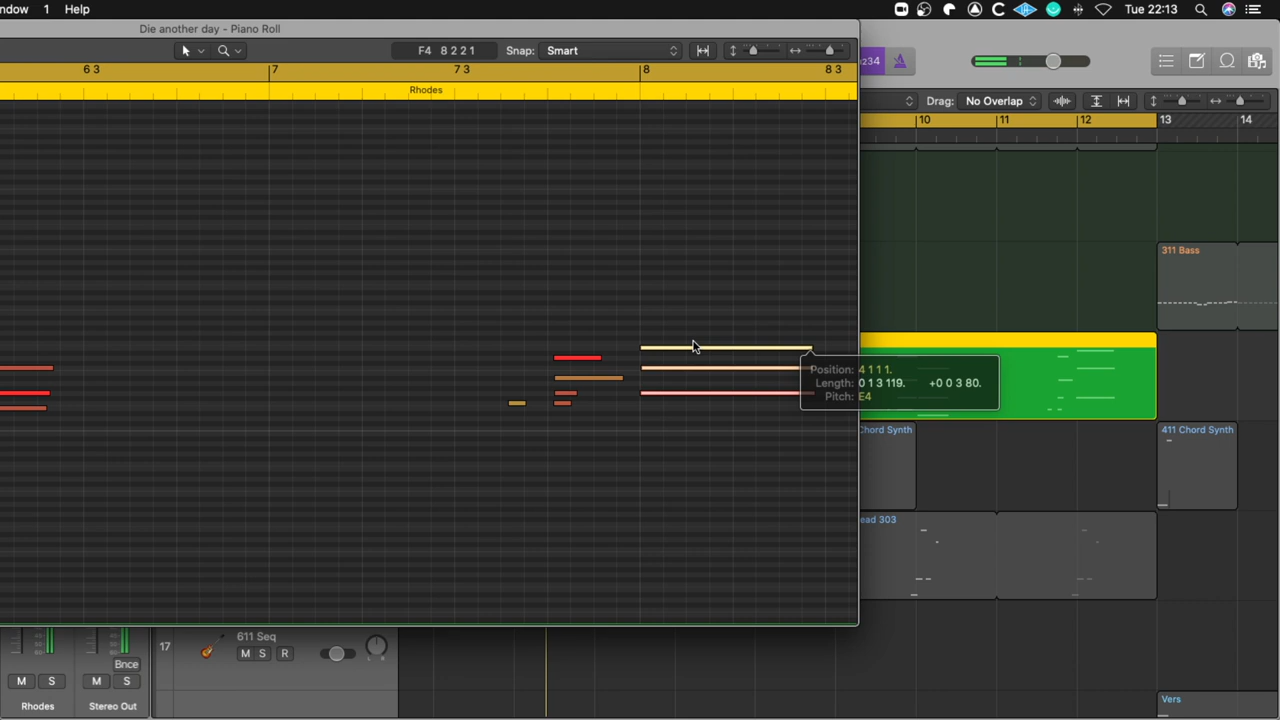 ndow 1 Help
Tue 22:13
Die another day - Piano Roll
F4 8 2 2 1
Snap: Smart
234
6 3
7
7 3
8
8 3
Rhodes
Drag: No Overlap
10
11
12
13
14
311 Bass
Position: 4 1 1 1.
Length: 0 1 3 119. +0 0 3 80.
Pitch: E4
Chord Synth
411 Chord Synth
ead 303
17
611 Seq
M S R
L R
Bnce
M S M S
Rhodes Stereo Out
Vers